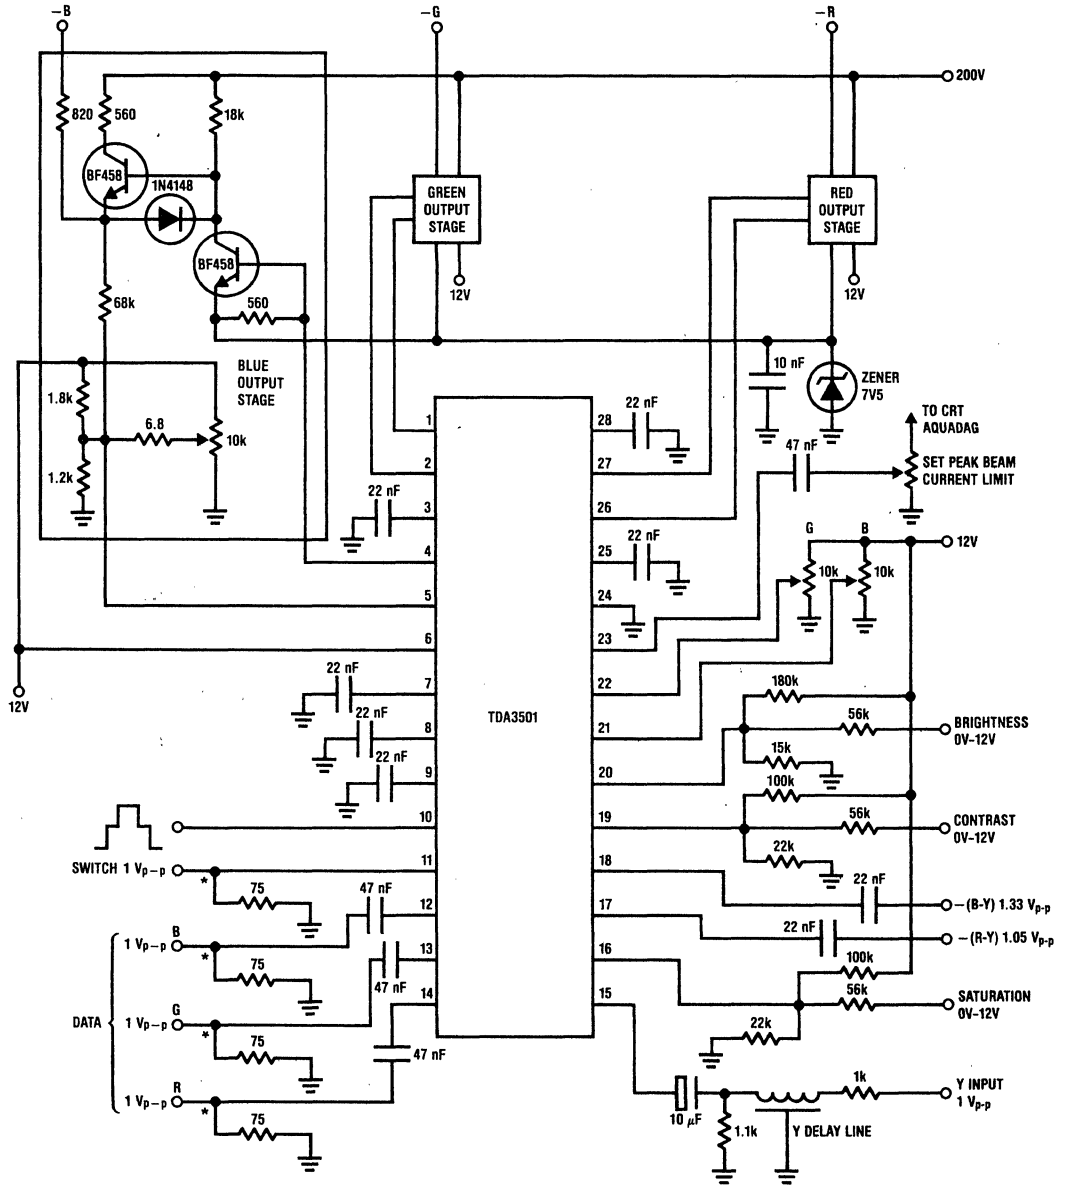 –B
–G
–R
200V
820
560
18k
BF458
1N4148
GREEN
OUTPUT
STAGE
RED
OUTPUT
STAGE
BF458
12V
12V
68k
560
BLUE
OUTPUT
STAGE
10 nF
ZENER
7V5
1.8k
6.8
10k
1.2k
TO CRT
AQUADAG
47 nF
SET PEAK BEAM
CURRENT LIMIT
22 nF
22 nF
22 nF
G
B
12V
10k
10k
1
2
3
4
5
6
7
8
9
10
11
12
13
14
28
27
26
25
24
23
22
21
20
19
18
17
16
15
TDA3501
12V
22 nF
22 nF
22 nF
180k
56k
BRIGHTNESS
0V–12V
15k
100k
56k
CONTRAST
0V–12V
22k
22 nF
–(B-Y) 1.33 Vp-p
22 nF
–(R-Y) 1.05 Vp-p
100k
56k
SATURATION
0V–12V
22k
SWITCH 1 Vp–p
*
75
47 nF
B
1 Vp–p
*
75
47 nF
DATA
G
1 Vp–p
*
75
47 nF
R
1 Vp–p
*
75
1k
Y INPUT
1 Vp-p
10 μF
1.1k
Y DELAY LINE